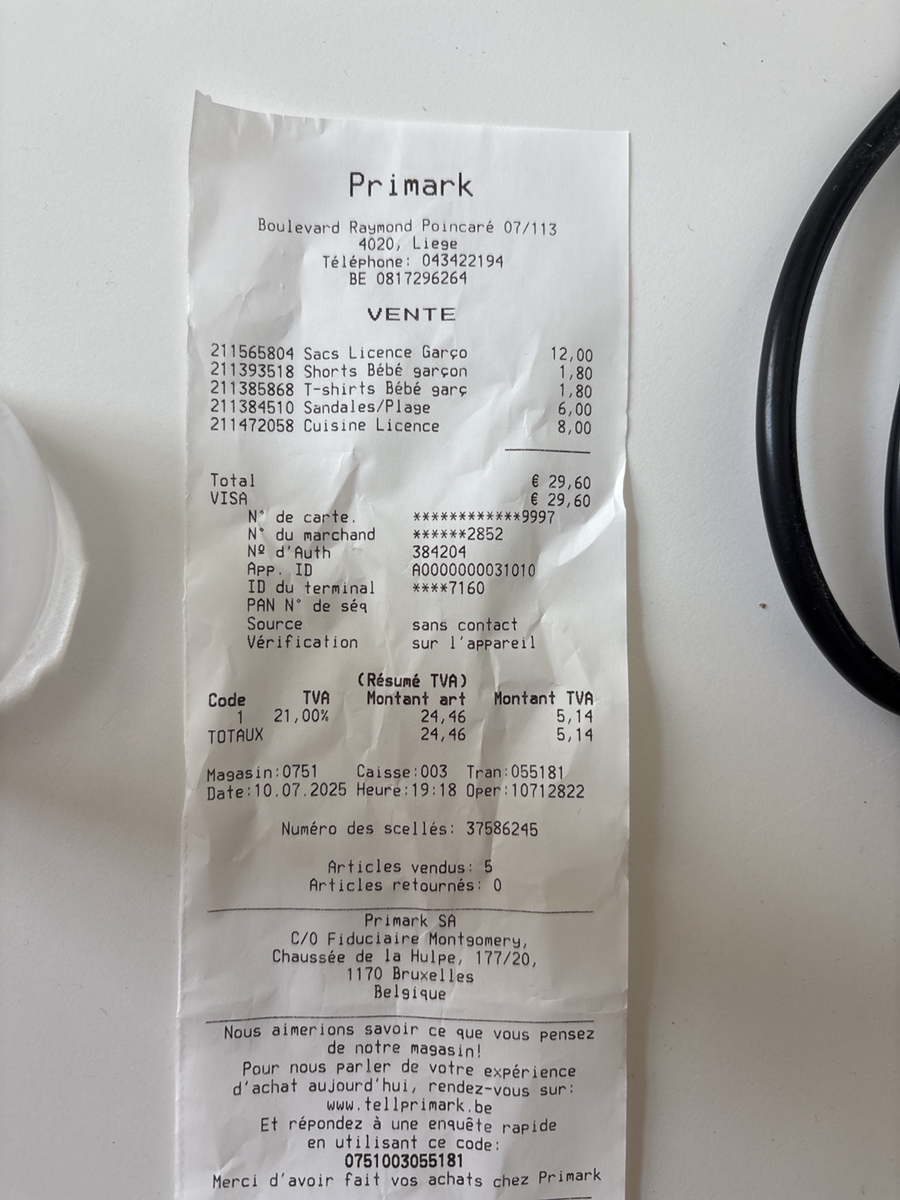 Primark
Boulevard Raymond Poincaré 07/113
4020, Liege
Téléphone: 043422194
BE 0817296264
VENTE
211565804 Sacs Licence Garço 12,00
211393518 Shorts Bébé garçon 1,80
211385868 T-shirts Bébé garç 1,80
211384510 Sandales/Plage 6,00
211472058 Cuisine Licence 8,00
Total € 29,60
VISA € 29,60
N° de carte. ************9997
N° du marchand ******2852
Nº d'Auth 384204
App. ID A0000000031010
ID du terminal ****7160
PAN N° de séq
Source sans contact
Vérification sur l'appareil
(Résumé TVA)
Code TVA Montant art Montant TVA
1 21,00% 24,46 5,14
TOTAUX 24,46 5,14
Magasin:0751 Caisse:003 Tran:055181
Date:10.07.2025 Heure:19:18 Oper:10712822
Numéro des scellés: 37586245
Articles vendus: 5
Articles retournés: 0
Primark SA
C/O Fiduciaire Montgomery,
Chaussée de la Hulpe, 177/20,
1170 Bruxelles
Belgique
Nous aimerions savoir ce que vous pensez
de notre magasin!
Pour nous parler de votre expérience
d'achat aujourd'hui, rendez-vous sur:
www.tellprimark.be
Et répondez à une enquête rapide
en utilisant ce code:
0751003055181
Merci d'avoir fait vos achats chez Primark